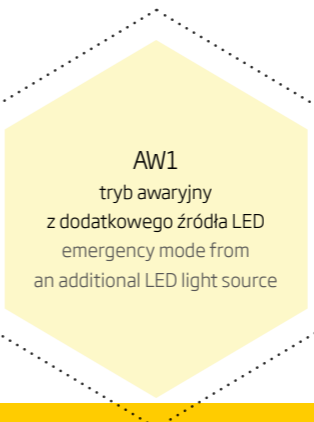 AW1
tryb awaryjny
z dodatkowego źródła LED
emergency mode from
an additional LED light source